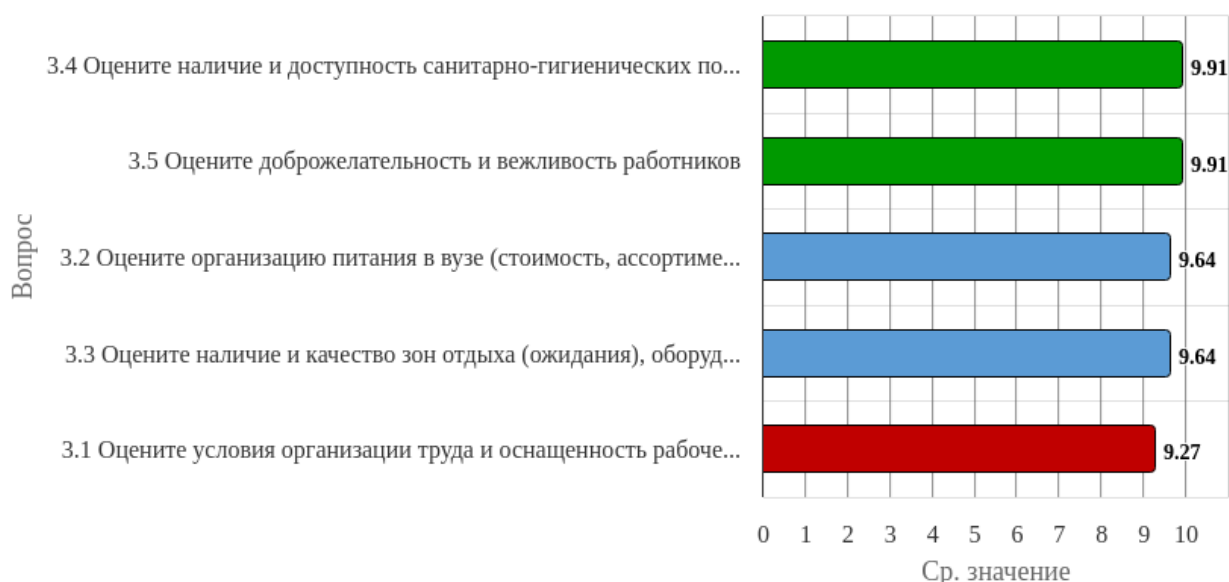 3.4 Оцените наличие и доступность санитарно-гигиенических по...
9.91
3.5 Оцените доброжелательность и вежливость работников
9.91
Вопрос
3.2 Оцените организацию питания в вузе (стоимость, ассортиме...
9.64
3.3 Оцените наличие и качество зон отдыха (ожидания), оборуд...
9.64
3.1 Оцените условия организации труда и оснащенность рабоче...
9.27
0 1 2 3 4 5 6 7 8 9 10
Ср. значение